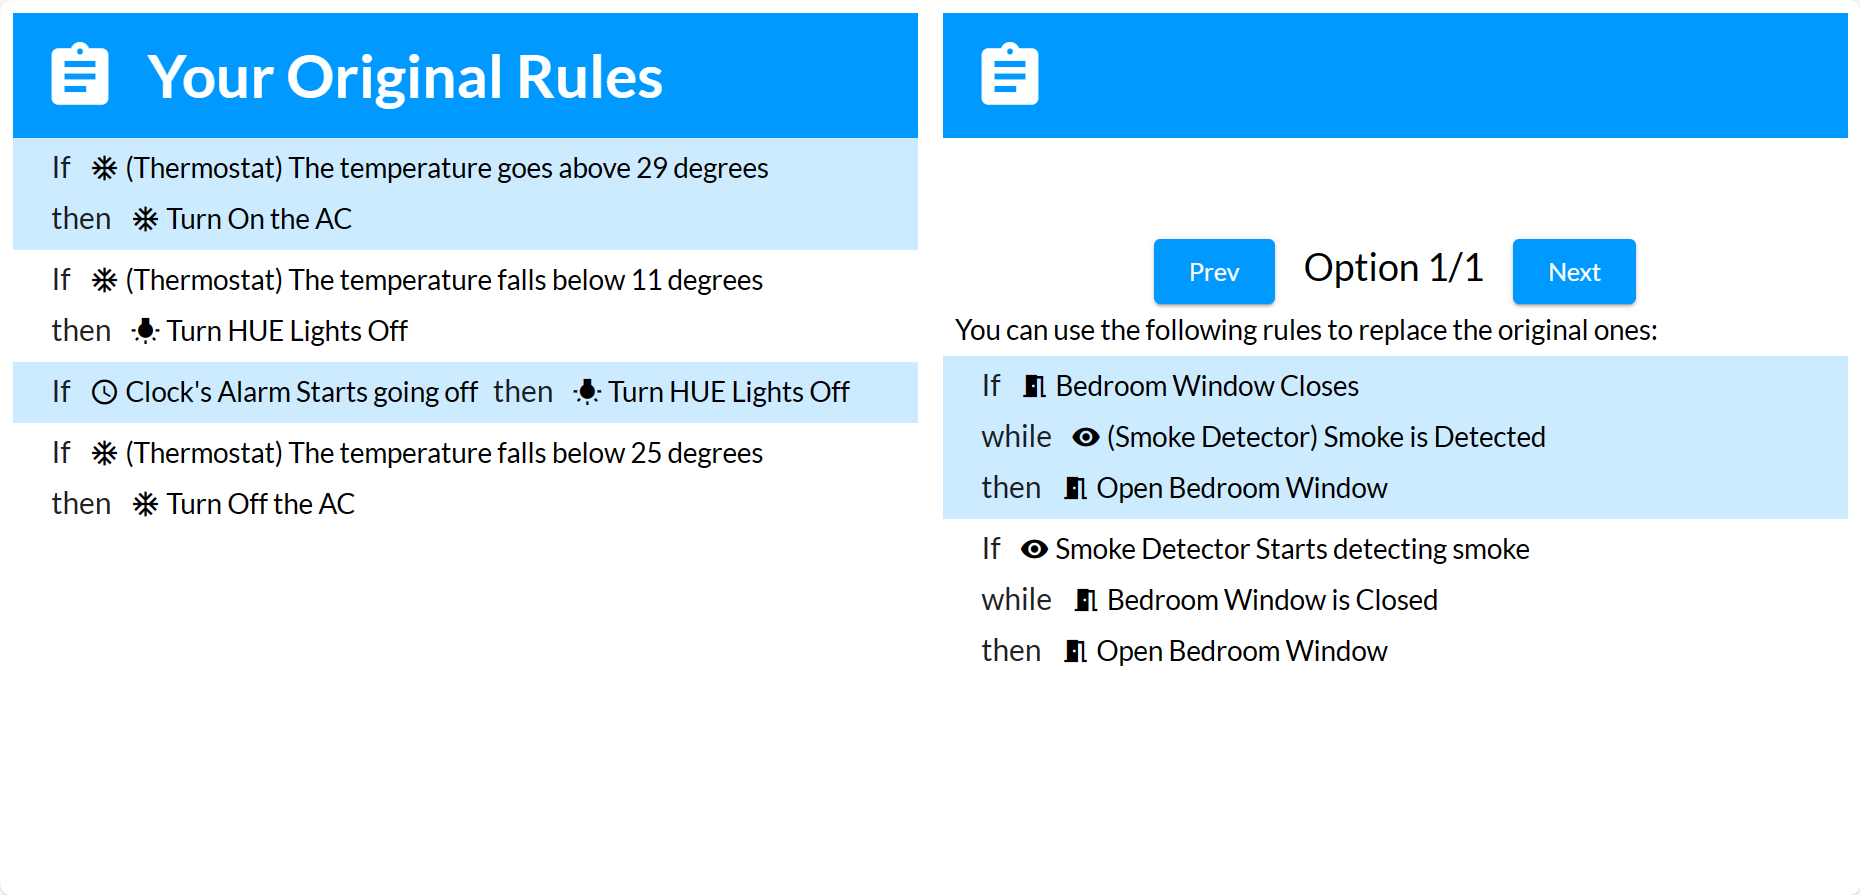 Your Original Rules
If (Thermostat) The temperature goes above 29 degrees
then Turn On the AC
If (Thermostat) The temperature falls below 11 degrees
then Turn HUE Lights Off
If Clock's Alarm Starts going off then Turn HUE Lights Off
If (Thermostat) The temperature falls below 25 degrees
then Turn Off the AC
Prev Option 1/1 Next
You can use the following rules to replace the original ones:
If Bedroom Window Closes
while (Smoke Detector) Smoke is Detected
then Open Bedroom Window
If Smoke Detector Starts detecting smoke
while Bedroom Window is Closed
then Open Bedroom Window